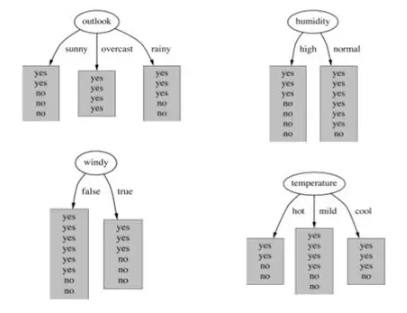 outlook
sunny
overcast
rainy
yes
yes
no
no
no
yes
yes
yes
yes
yes
yes
yes
no
no
humidity
high
normal
yes
yes
yes
no
no
no
no
yes
yes
yes
yes
yes
yes
no
windy
false
true
yes
yes
yes
yes
yes
yes
no
no
yes
yes
yes
no
no
no
temperature
hot
mild
cool
yes
yes
no
no
yes
yes
yes
yes
no
no
yes
yes
yes
no